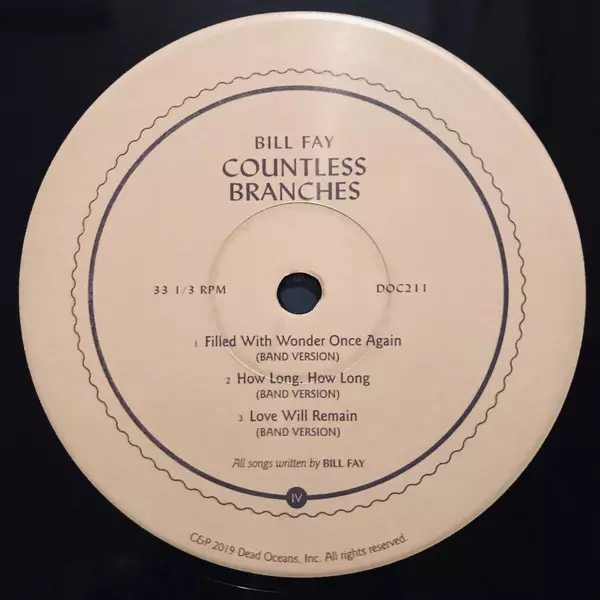 BILL FAY
COUNTLESS
BRANCHES
33 1/3 RPM DOC211
1 Filled With Wonder Once Again
(BAND VERSION)
2 How Long, How Long
(BAND VERSION)
3 Love Will Remain
(BAND VERSION)
All songs written by BILL FAY
IV
C&P 2019 Dead Oceans, Inc. All rights reserved.